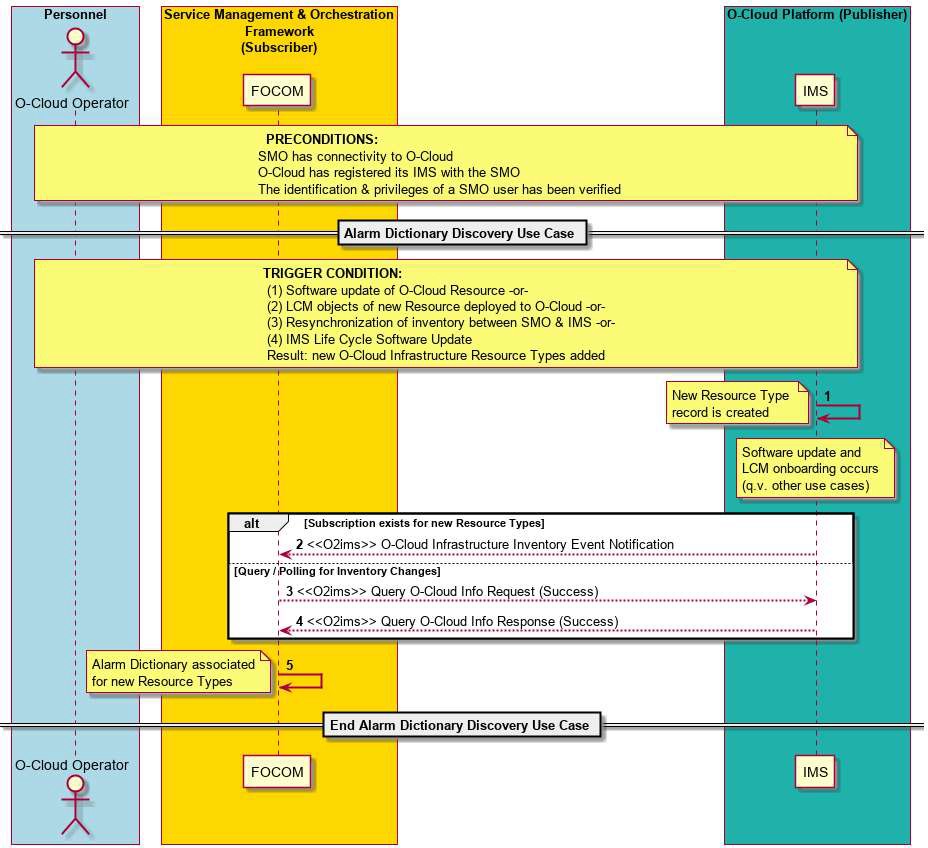 Personnel
Service Management & Orchestration
Framework
(Subscriber)
O-Cloud Platform (Publisher)
O-Cloud Operator
FOCOM
IMS
PRECONDITIONS:
SMO has connectivity to O-Cloud
O-Cloud has registered its IMS with the SMO
The identification & privileges of a SMO user has been verified
Alarm Dictionary Discovery Use Case
TRIGGER CONDITION:
(1) Software update of O-Cloud Resource -or-
(2) LCM objects of new Resource deployed to O-Cloud -or-
(3) Resynchronization of inventory between SMO & IMS -or-
(4) IMS Life Cycle Software Update
Result: new O-Cloud Infrastructure Resource Types added
New Resource Type
record is created
1
Software update and
LCM onboarding occurs
(q.v. other use cases)
alt [Subscription exists for new Resource Types]
2 <<O2ims>> O-Cloud Infrastructure Inventory Event Notification
[Query / Polling for Inventory Changes]
3 <<O2ims>> Query O-Cloud Info Request (Success)
4 <<O2ims>> Query O-Cloud Info Response (Success)
Alarm Dictionary associated
for new Resource Types
5
End Alarm Dictionary Discovery Use Case
O-Cloud Operator
FOCOM
IMS